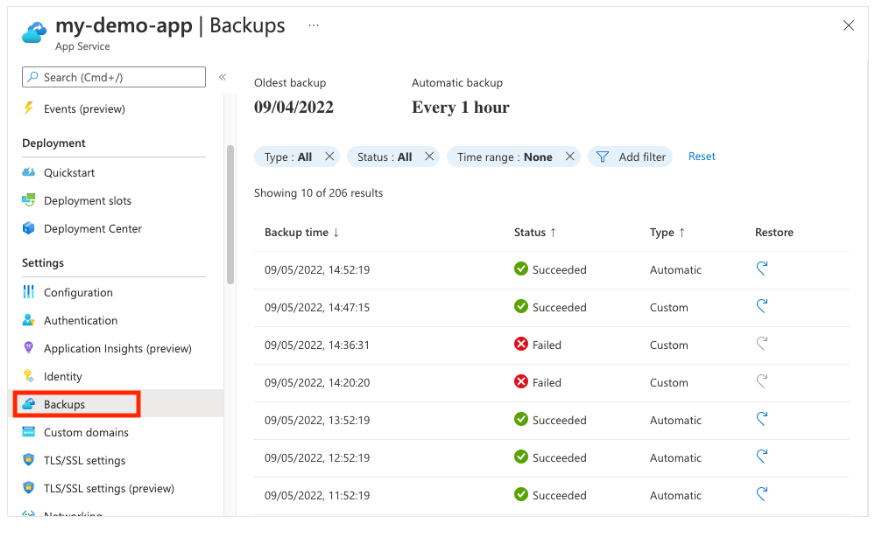 my-demo-app | Backups ...
App Service
Search (Cmd+/)
Events (preview)
Deployment
Quickstart
Deployment slots
Deployment Center
Settings
Configuration
Authentication
Application Insights (preview)
Identity
Backups
Custom domains
TLS/SSL settings
TLS/SSL settings (preview)
Networking
Oldest backup
09/04/2022
Automatic backup
Every 1 hour
Type : All
Status : All
Time range : None
Add filter
Reset
Showing 10 of 206 results
Backup time ↓ Status ↑ Type ↑ Restore
09/05/2022, 14:52:19 Succeeded Automatic
09/05/2022, 14:47:15 Succeeded Custom
09/05/2022, 14:36:31 Failed Custom
09/05/2022, 14:20:20 Failed Custom
09/05/2022, 13:52:19 Succeeded Automatic
09/05/2022, 12:52:19 Succeeded Automatic
09/05/2022, 11:52:19 Succeeded Automatic